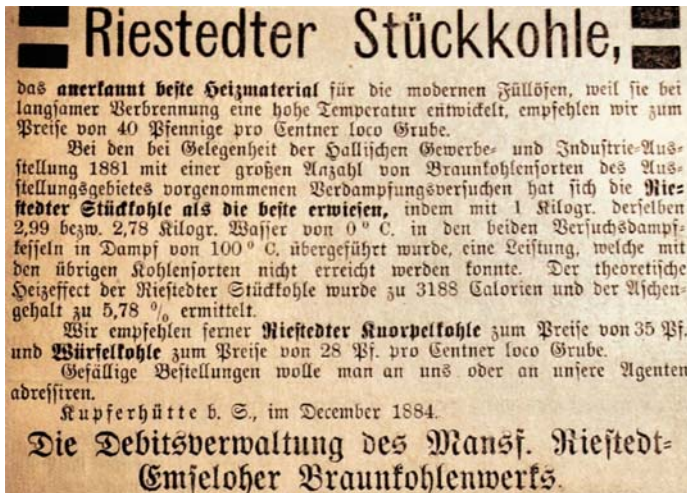 Riestedter Stückkohle,
das anerkannt beste Heizmaterial für die modernen Füllöfen, weil sie bei
langsamer Verbrennung eine hohe Temperatur entwickelt, empfehlen wir zum
Preise von 40 Pfennige pro Centner loco Grube.
Bei den bei Gelegenheit der Hallischen Gewerbe- und Industrie-Aus-
stellung 1881 mit einer großen Anzahl von Braunkohlensorten des Aus-
stellungsgebietes vorgenommenen Verdampfungsversuchen hat sich die Rie-
stedter Stückkohle als die beste erwiesen, indem mit 1 Kilogr. derselben
2,99 bezw. 2,78 Kilogr. Wasser von 0° C. in den beiden Versuchsdampf-
kesseln in Dampf von 100° C. übergeführt wurde, eine Leistung, welche mit
den übrigen Kohlensorten nicht erreicht werden konnte. Der theoretische
Heizeffect der Riestedter Stückkohle wurde zu 3188 Calorien und der Aschen-
gehalt zu 5,78 % ermittelt.
Wir empfehlen ferner Riestedter Knorpelkohle zum Preise von 35 Pf.
und Würfelkohle zum Preise von 28 Pf. pro Centner loco Grube.
Gefällige Bestellungen wolle man an uns oder an unsere Agenten
adressiren.
Kupferhütte b. S., im December 1884.
Die Debitsverwaltung des Mansf. Riestedt-
Emseloher Braunkohlenwerks.